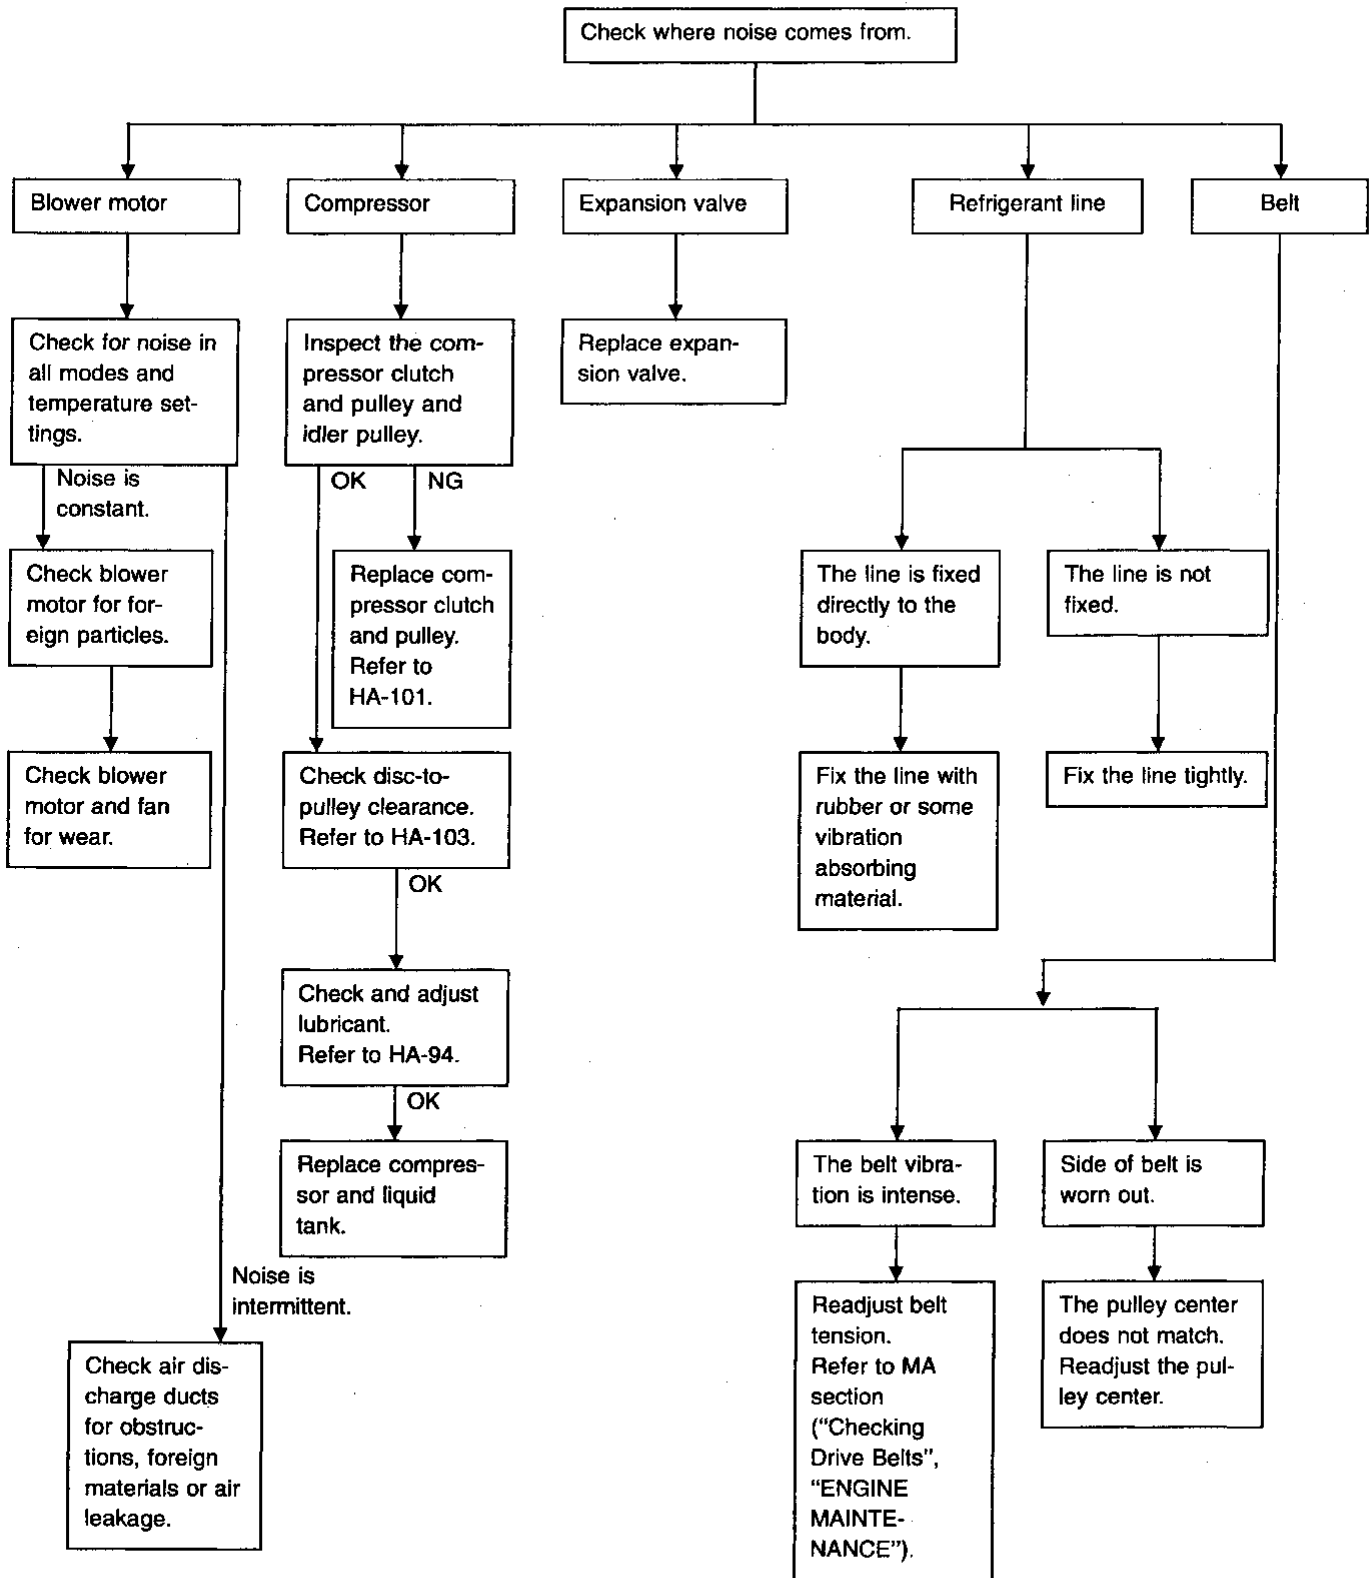 Check where noise comes from.
Blower motor
Compressor
Expansion valve
Refrigerant line
Belt
Check for noise in
all modes and
temperature set-
tings.
Inspect the com-
pressor clutch
and pulley and
idler pulley.
Replace expan-
sion valve.
Noise is
constant.
OK
NG
Check blower
motor for for-
eign particles.
Replace com-
pressor clutch
and pulley.
Refer to
HA-101.
The line is fixed
directly to the
body.
The line is not
fixed.
Check blower
motor and fan
for wear.
Check disc-to-
pulley clearance.
Refer to HA-103.
Fix the line with
rubber or some
vibration
absorbing
material.
Fix the line tightly.
OK
Check and adjust
lubricant.
Refer to HA-94.
OK
Replace compres-
sor and liquid
tank.
The belt vibra-
tion is intense.
Side of belt is
worn out.
Noise is
intermittent.
Check air dis-
charge ducts
for obstruc-
tions, foreign
materials or air
leakage.
Readjust belt
tension.
Refer to MA
section
("Checking
Drive Belts",
"ENGINE
MAINTE-
NANCE").
The pulley center
does not match.
Readjust the pul-
ley center.